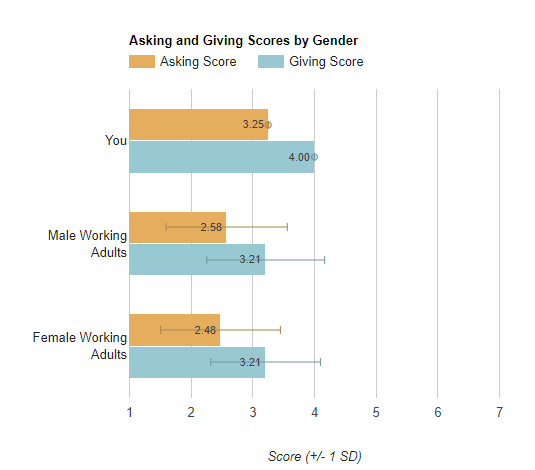 Asking and Giving Scores by Gender
Asking Score Giving Score
3.25
You
4.00
2.58
Male Working
Adults
3.21
2.48
Female Working
Adults
3.21
1 2 3 4 5 6 7
Score (+/- 1 SD)